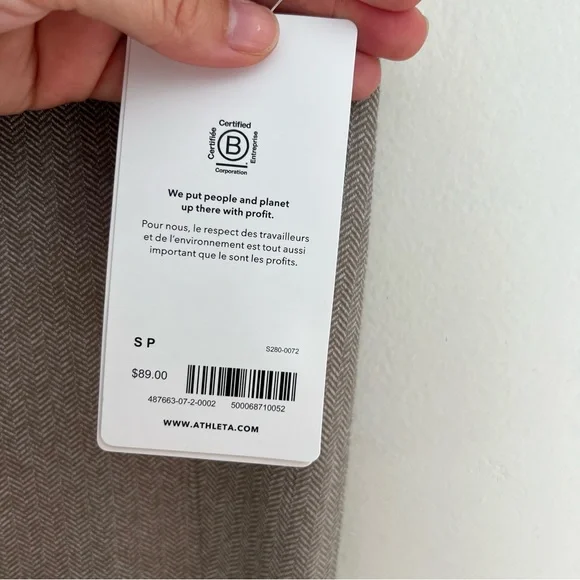 Certified
Certifiée
B
Entreprise
Corporation
We put people and planet
up there with profit.
Pour nous, le respect des travailleurs
et de l'environnement est tout aussi
important que le sont les profits.
S P
S280-0072
$89.00
487663-07-2-0002 500068710052
WWW.ATHLETA.COM